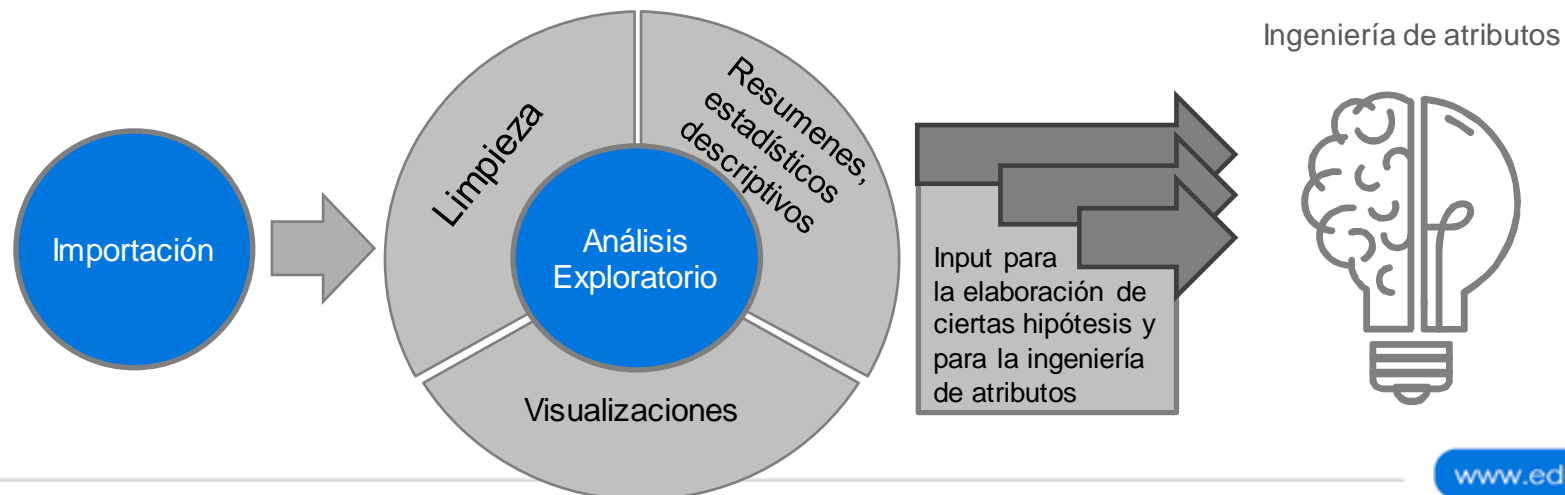 Ingeniería de atributos
Importación
Limpieza
Resumenes,
estadísticos
descriptivos
Análisis
Exploratorio
Visualizaciones
Input para
la elaboración de
ciertas hipótesis y
para la ingeniería
de atributos
www.ed